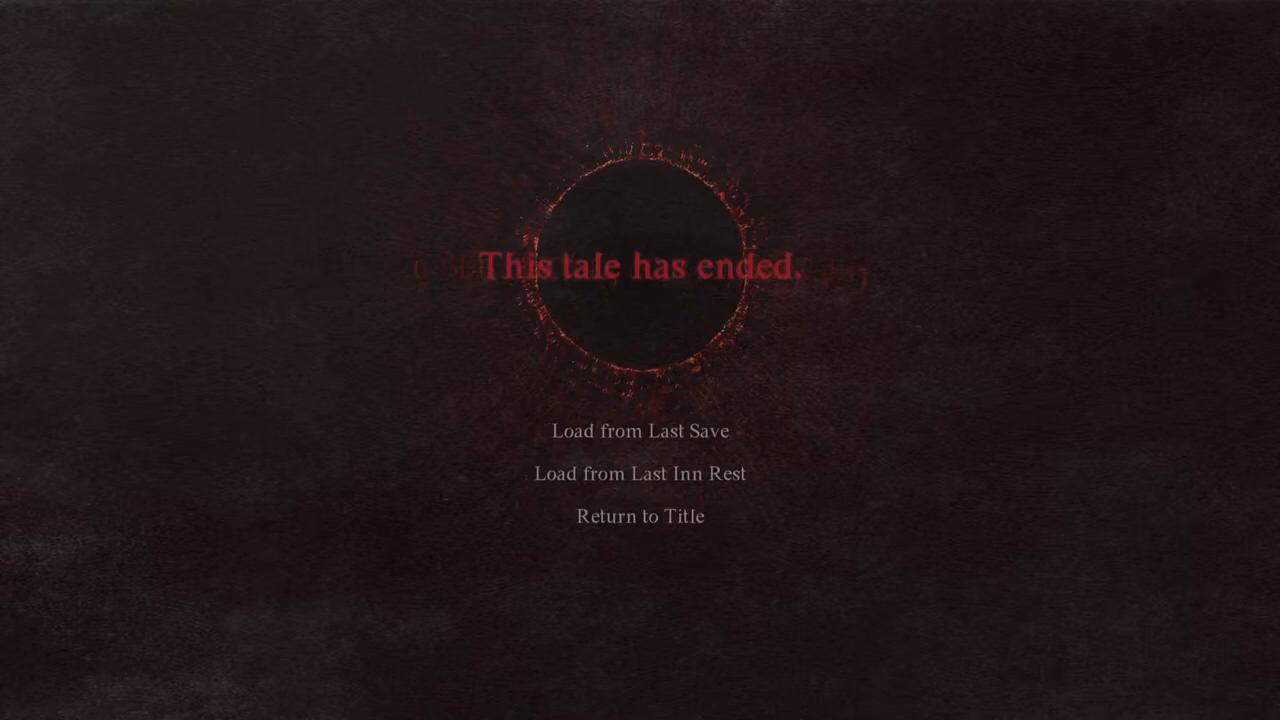 This tale has ended.
Load from Last Save
Load from Last Inn Rest
Return to Title